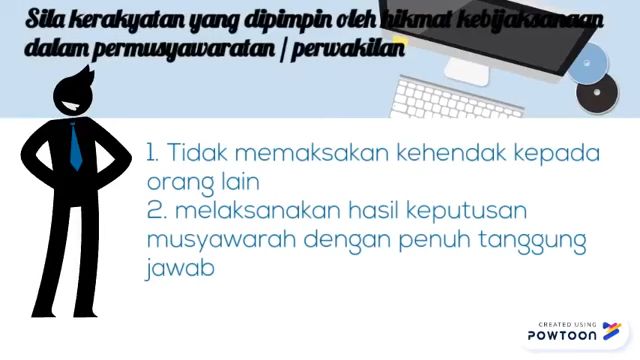 Sila kerakyatan yang dipimpin oleh hikmat kebijaksanaan
dalam permusyawaratan / perwakilan
1. Tidak memaksakan kehendak kepada
orang lain
2. melaksanakan hasil keputusan
musyawarah dengan penuh tanggung
jawab
CREATED USING
POWTOON